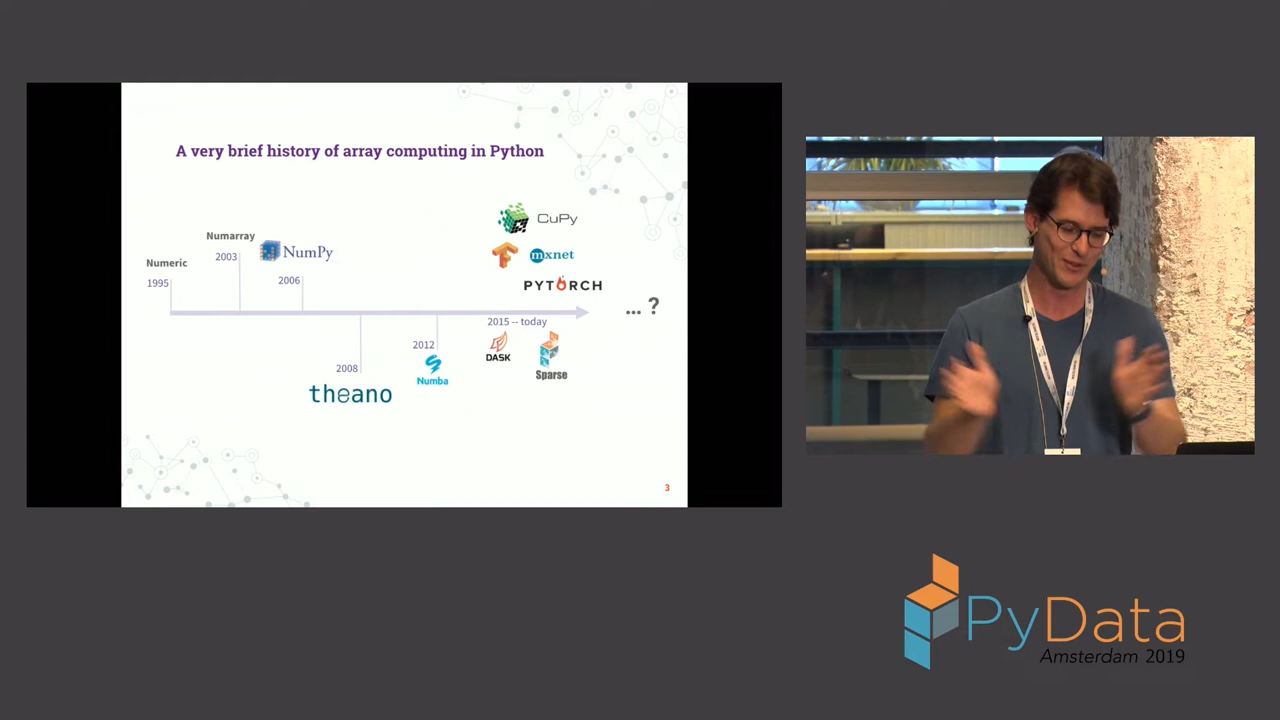 A very brief history of array computing in Python
CuPy
Numarray
NumPy
2003
mxnet
Numeric
1995
2006
PYTORCH
... ?
2015 -- today
2012
DASK
2008
Numba
Sparse
theano
3
PyData
Amsterdam 2019